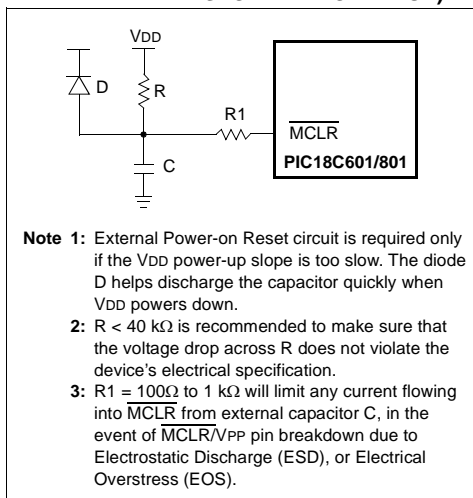 VDD
D
R
R1
MCLR
C
PIC18C601/801
Note 1: External Power-on Reset circuit is required only
if the VDD power-up slope is too slow. The diode
D helps discharge the capacitor quickly when
VDD powers down.
2: R < 40 kΩ is recommended to make sure that
the voltage drop across R does not violate the
device's electrical specification.
3: R1 = 100Ω to 1 kΩ will limit any current flowing
into MCLR from external capacitor C, in the
event of MCLR/VPP pin breakdown due to
Electrostatic Discharge (ESD), or Electrical
Overstress (EOS).